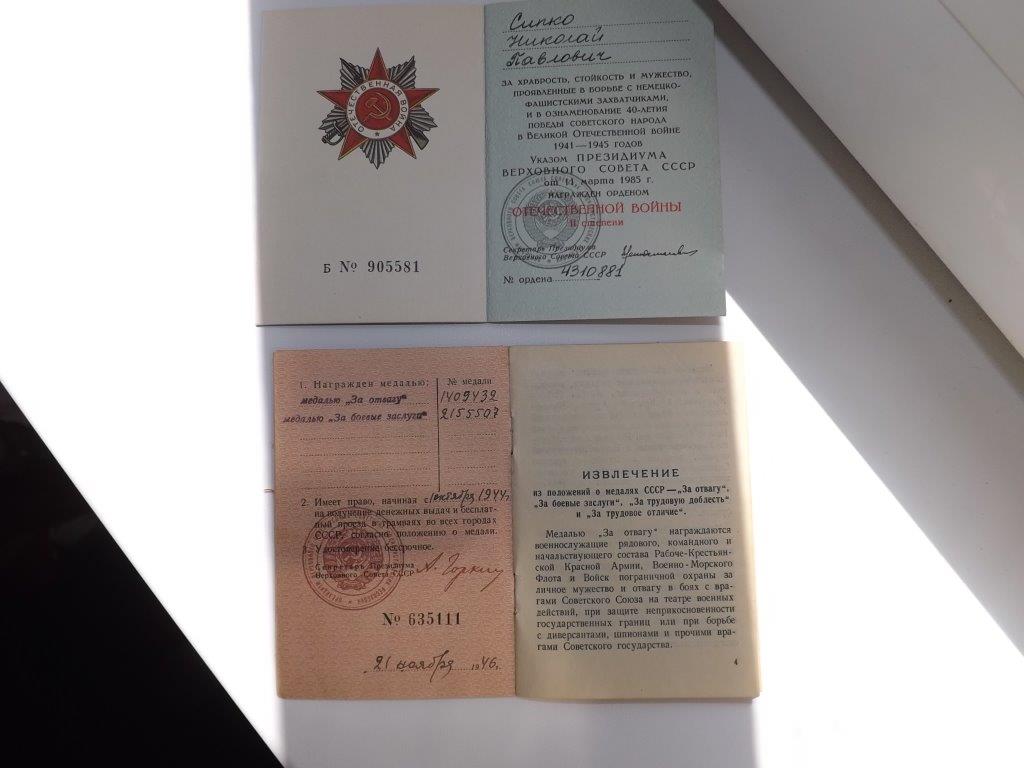 Сипко
Николай
Павлович
ЗА ХРАБРОСТЬ, СТОЙКОСТЬ И МУЖЕСТВО,
ПРОЯВЛЕННЫЕ В БОРЬБЕ С НЕМЕЦКО-
ФАШИСТСКИМИ ЗАХВАТЧИКАМИ,
И В ОЗНАМЕНОВАНИЕ 40-ЛЕТИЯ
ПОБЕДЫ СОВЕТСКОГО НАРОДА
В ВЕЛИКОЙ ОТЕЧЕСТВЕННОЙ ВОЙНЕ
1941—1945 ГОДОВ
Указом ПРЕЗИДИУМА
ВЕРХОВНОГО СОВЕТА СССР
от 11 марта 1985 г.
НАГРАЖДЕН ОРДЕНОМ
ОТЕЧЕСТВЕННОЙ ВОЙНЫ
II степени
Секретарь Президиума
Верховного Совета СССР
№ ордена 4310881
ОТЕЧЕСТВЕННАЯ ВОЙНА
Б № 905581
1. Награжден медалью: № медали
медалью „За отвагу“ 1409432
медалью „За боевые заслуги“ 2155507
2. Имеет право, начиная с 1 октября 1944 г.
на получение денежных выдач и бесплат-
ный проезд в трамваях во всех городах
СССР, согласно положению о медали.
3. Удостоверение бессрочное.
Секретарь Президиума
Верховного Совета СССР А. Горкин
№ 635111
21 ноября 1946.
ИЗВЛЕЧЕНИЕ
из положений о медалях СССР — „За отвагу“,
„За боевые заслуги“, „За трудовую доблесть“
и „За трудовое отличие“.
Медалью „За отвагу“ награждаются
военнослужащие рядового, командного и
начальствующего состава Рабоче-Крестьян-
ской Красной Армии, Военно-Морского
Флота и Войск пограничной охраны за
личное мужество и отвагу в боях с вра-
гами Советского Союза на театре военных
действий, при защите неприкосновенности
государственных границ или при борьбе
с диверсантами, шпионами и прочими вра-
гами Советского государства.
4